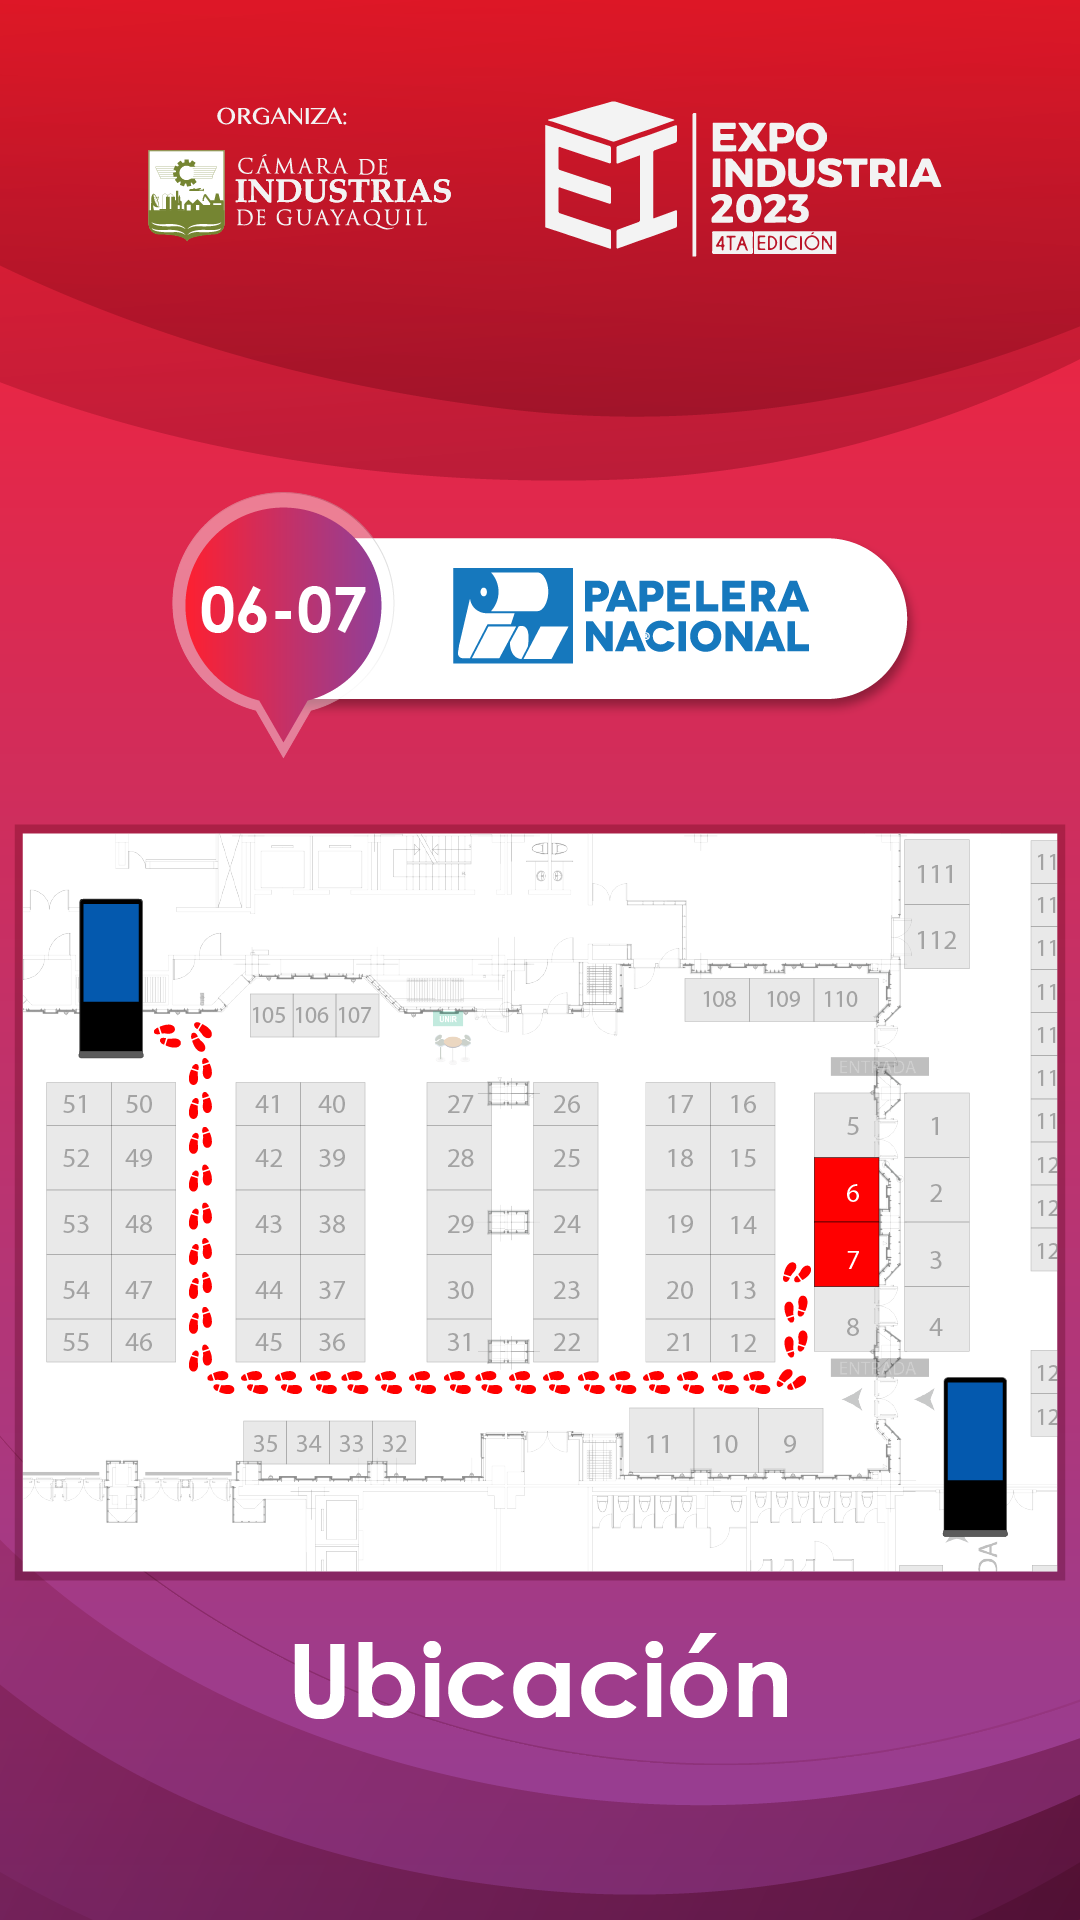 ORGANIZA:
CÁMARA DE
INDUSTRIAS
DE GUAYAQUIL
EXPO
INDUSTRIA
2023
4TA EDICIÓN
06-07
PAPELERA
NACIONAL
®
111
112
105 106 107
108 109 110
UNIR
ENTRADA
51 50 41 40 27 26 17 16 5 1
52 49 42 39 28 25 18 15 6 2
53 48 43 38 29 24 19 14 7 3
54 47 44 37 30 23 20 13 8 4
55 46 45 36 31 22 21 12
ENTRADA
35 34 33 32
11 10 9
11
11
11
11
11
11
11
12
12
12
12
12
DA
Ubicación